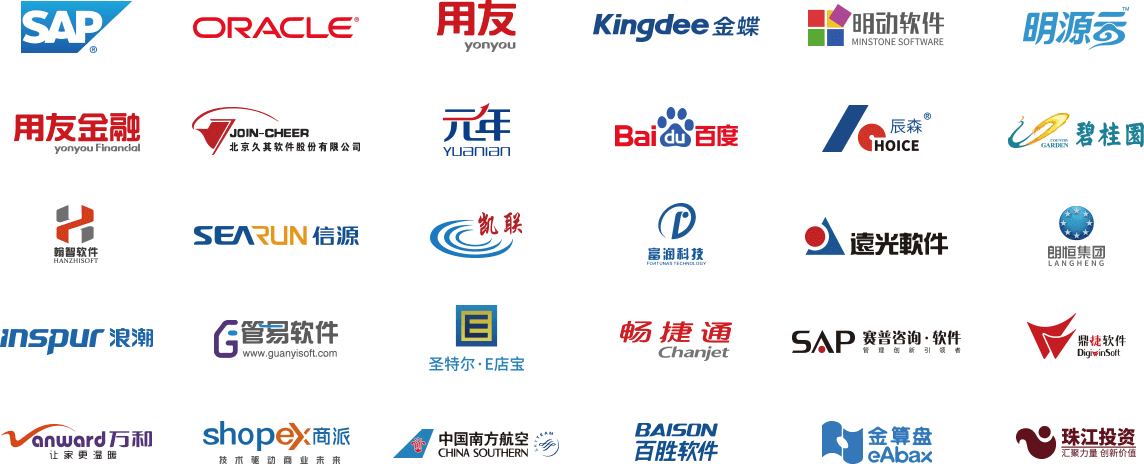 SAP®
ORACLE®
用友
yonyou
Kingdee 金蝶
明动软件
MINSTONE SOFTWARE
明源云™
用友金融
yonyou Financial
JOIN-CHEER
北京久其软件股份有限公司
元年
YUANIAN
Bai du 百度
辰森®
CHOICE
COUNTRY GARDEN
碧桂園
翰智软件
HANZHISOFT
SEARUN 信源
凯联
富润科技
FORTUNAS TECHNOLOGY
遠光軟件
朗恒集团
LANGHENG
inspur 浪潮
管易软件
www.guanyisoft.com
E
圣特尔·E店宝
畅捷通
Chanjet
SAP 赛普咨询·软件
管理创新引领者
鼎捷软件
DigiwinSoft
Vanward 万和
让家更温暖
shopex 商派
技术驱动商业未来
中国南方航空
CHINA SOUTHERN
SKYTEAM
BAISON
百胜软件
金算盘
eAbax
珠江投资
汇聚力量 创新价值